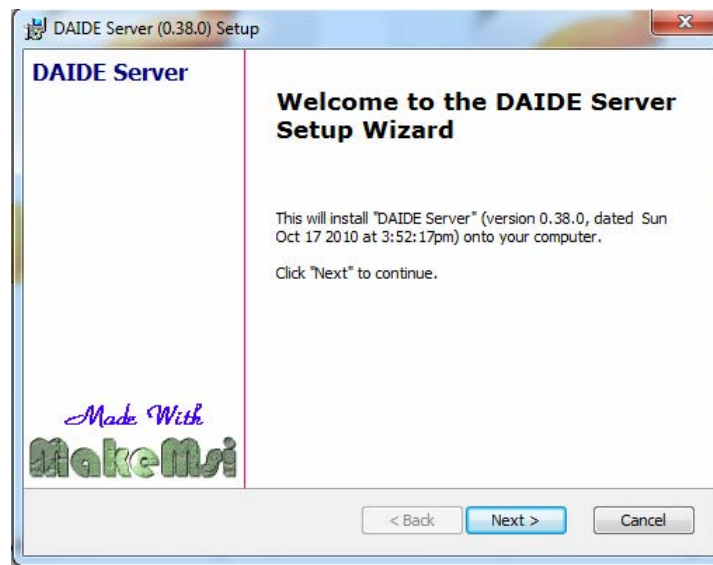 DAIDE Server (0.38.0) Setup
DAIDE Server
Welcome to the DAIDE Server
Setup Wizard
This will install "DAIDE Server" (version 0.38.0, dated Sun
Oct 17 2010 at 3:52:17pm) onto your computer.
Click "Next" to continue.
Made With
MakeMsi
< Back
Next >
Cancel